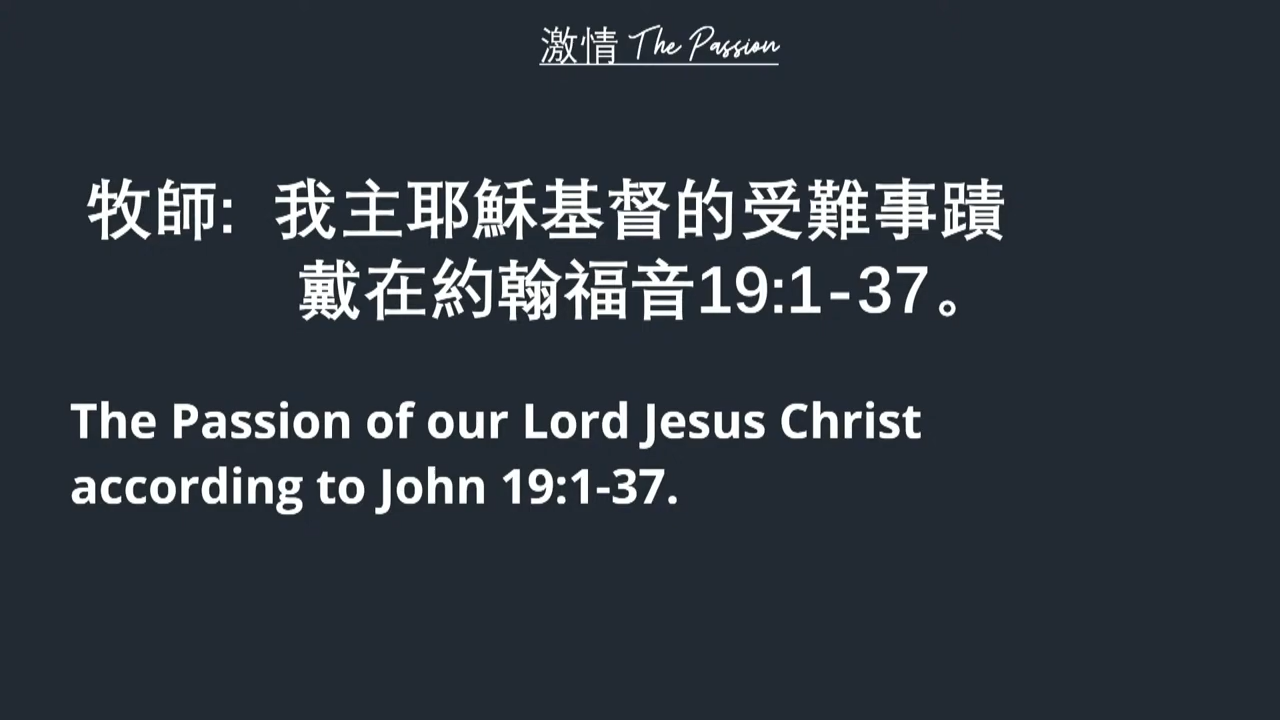 激情 The Passion
牧師: 我主耶穌基督的受難事蹟
戴在約翰福音19:1-37。
The Passion of our Lord Jesus Christ
according to John 19:1-37.